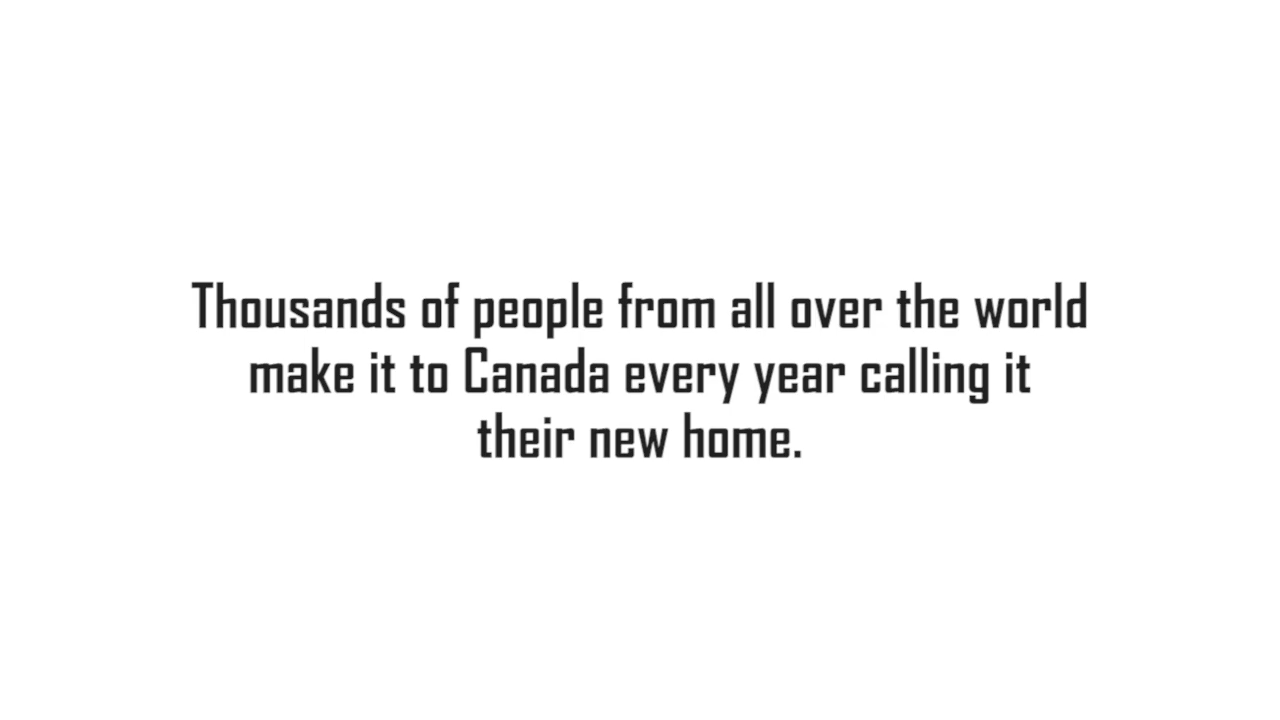 Thousands of people from all over the world
make it to Canada every year calling it
their new home.